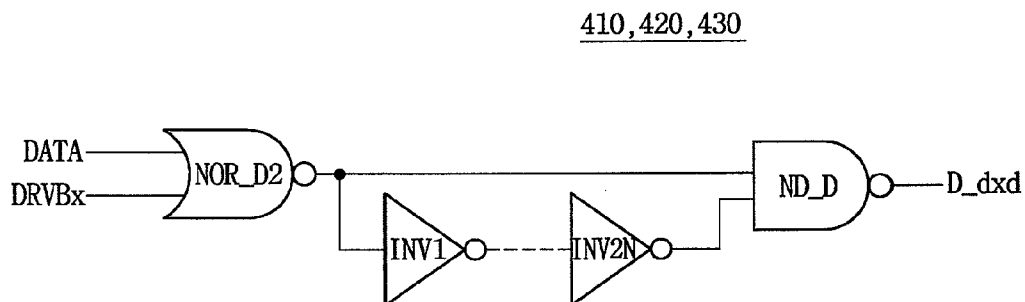 410,420,430
DATA
DRVBx
NOR_D2
INV1
INV2N
ND_D
D_dxd